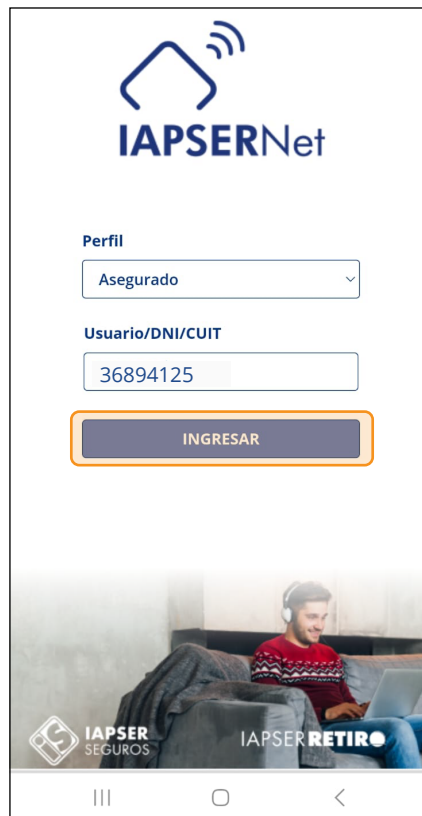 IAPSERNet
Perfil
Asegurado
Usuario/DNI/CUIT
36894125
INGRESAR
IAPSER SEGUROS
IAPSER RETIRO